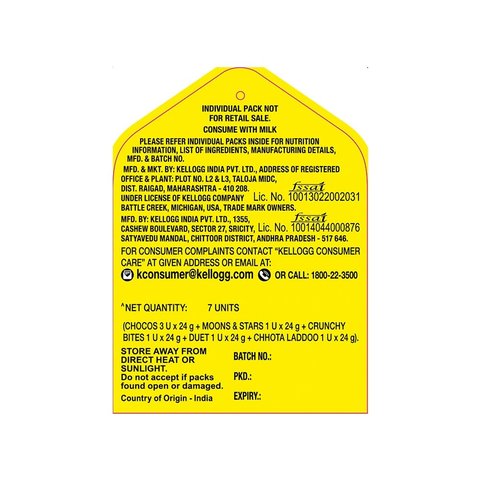 INDIVIDUAL PACK NOT
FOR RETAIL SALE.
CONSUME WITH MILK
PLEASE REFER INDIVIDUAL PACKS INSIDE FOR NUTRITION
INFORMATION, LIST OF INGREDIENTS, MANUFACTURING DETAILS,
MFD. & BATCH NO.
MFD. & MKT. BY: KELLOGG INDIA PVT. LTD., ADDRESS OF REGISTERED
OFFICE & PLANT: PLOT NO. L2 & L3, TALOJA MIDC,
DIST. RAIGAD, MAHARASHTRA - 410 208. fssai
UNDER LICENSE OF KELLOGG COMPANY Lic. No. 10013022002031
BATTLE CREEK, MICHIGAN, USA, TRADE MARK OWNERS.
MFD. BY: KELLOGG INDIA PVT. LTD., 1355, fssai
CASHEW BOULEVARD, SECTOR 27, SRICITY, Lic. No. 10014044000876
SATYAVEDU MANDAL, CHITTOOR DISTRICT, ANDHRA PRADESH - 517 646.
FOR CONSUMER COMPLAINTS CONTACT "KELLOGG CONSUMER
CARE" AT GIVEN ADDRESS OR EMAIL AT:
kconsumer@kellogg.com OR CALL: 1800-22-3500
^NET QUANTITY: 7 UNITS
(CHOCOS 3 U x 24 g + MOONS & STARS 1 U x 24 g + CRUNCHY
BITES 1 U x 24 g + DUET 1 U x 24 g + CHHOTA LADDOO 1 U x 24 g).
STORE AWAY FROM
DIRECT HEAT OR
SUNLIGHT.
Do not accept if packs
found open or damaged.
Country of Origin - India
BATCH NO.:
PKD.:
EXPIRY.: